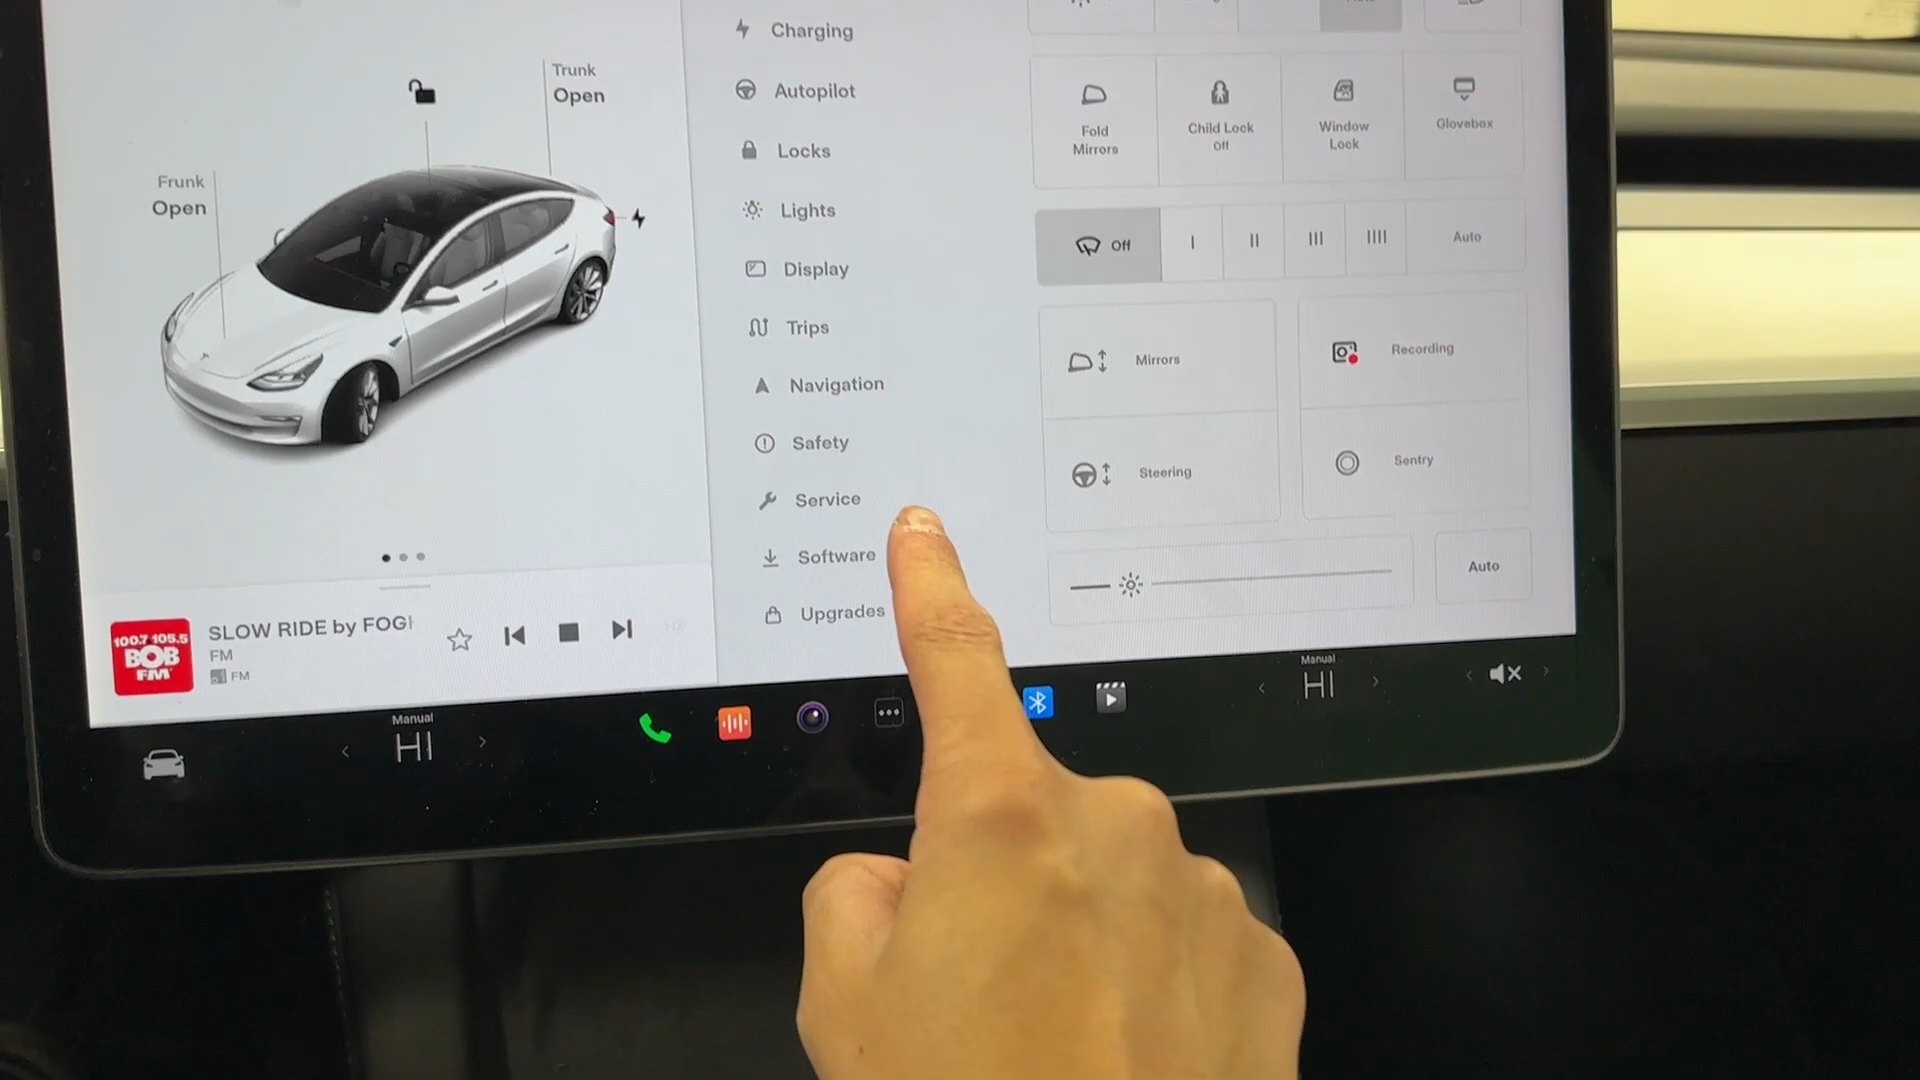 Trunk
Open
Frunk
Open
SLOW RIDE by FOG
FM
FM
100.7 105.5
BOB
FM
Charging
Autopilot
Locks
Lights
Display
Trips
Navigation
Safety
Service
Software
Upgrades
Fold
Mirrors
Child Lock
Off
Window
Lock
Glovebox
Off
I
II
III
IIII
Auto
Mirrors
Recording
Steering
Sentry
Auto
Manual
HI
Manual
HI